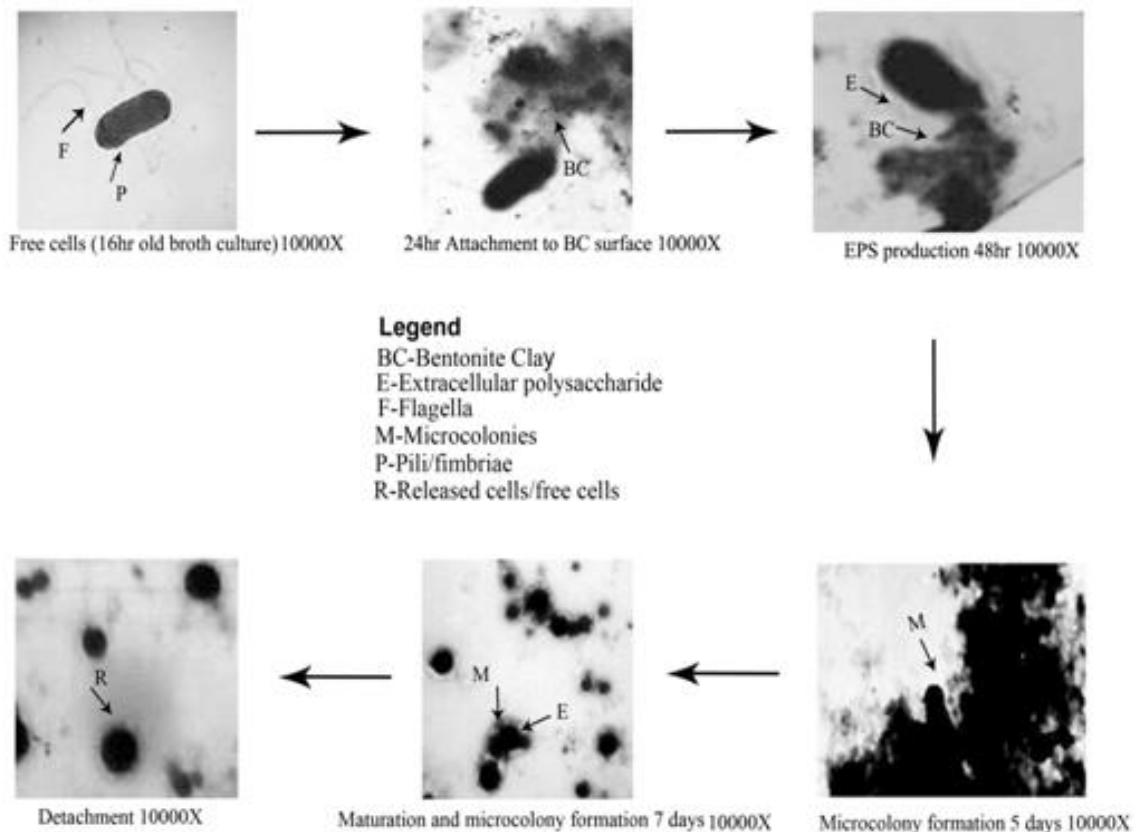 F
P
Free cells (16hr old broth culture) 10000X
BC
24hr Attachment to BC surface 10000X
E
BC
EPS production 48hr 10000X
Legend
BC-Bentonite Clay
E-Extracellular polysaccharide
F-Flagella
M-Microcolonies
P-Pili/fimbriae
R-Released cells/free cells
R
Detachment 10000X
M
E
Maturation and microcolony formation 7 days 10000X
M
Microcolony formation 5 days 10000X